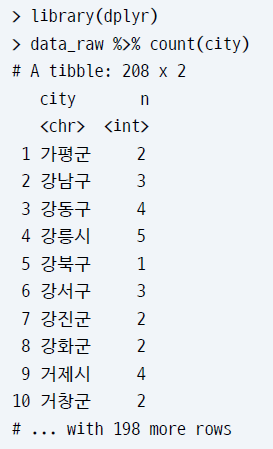 > library(dplyr)
> data_raw %>% count(city)
# A tibble: 208 x 2
city n
<chr> <int>
1 가평군 2
2 강남구 3
3 강동구 4
4 강릉시 5
5 강북구 1
6 강서구 3
7 강진군 2
8 강화군 2
9 거제시 4
10 거창군 2
# ... with 198 more rows